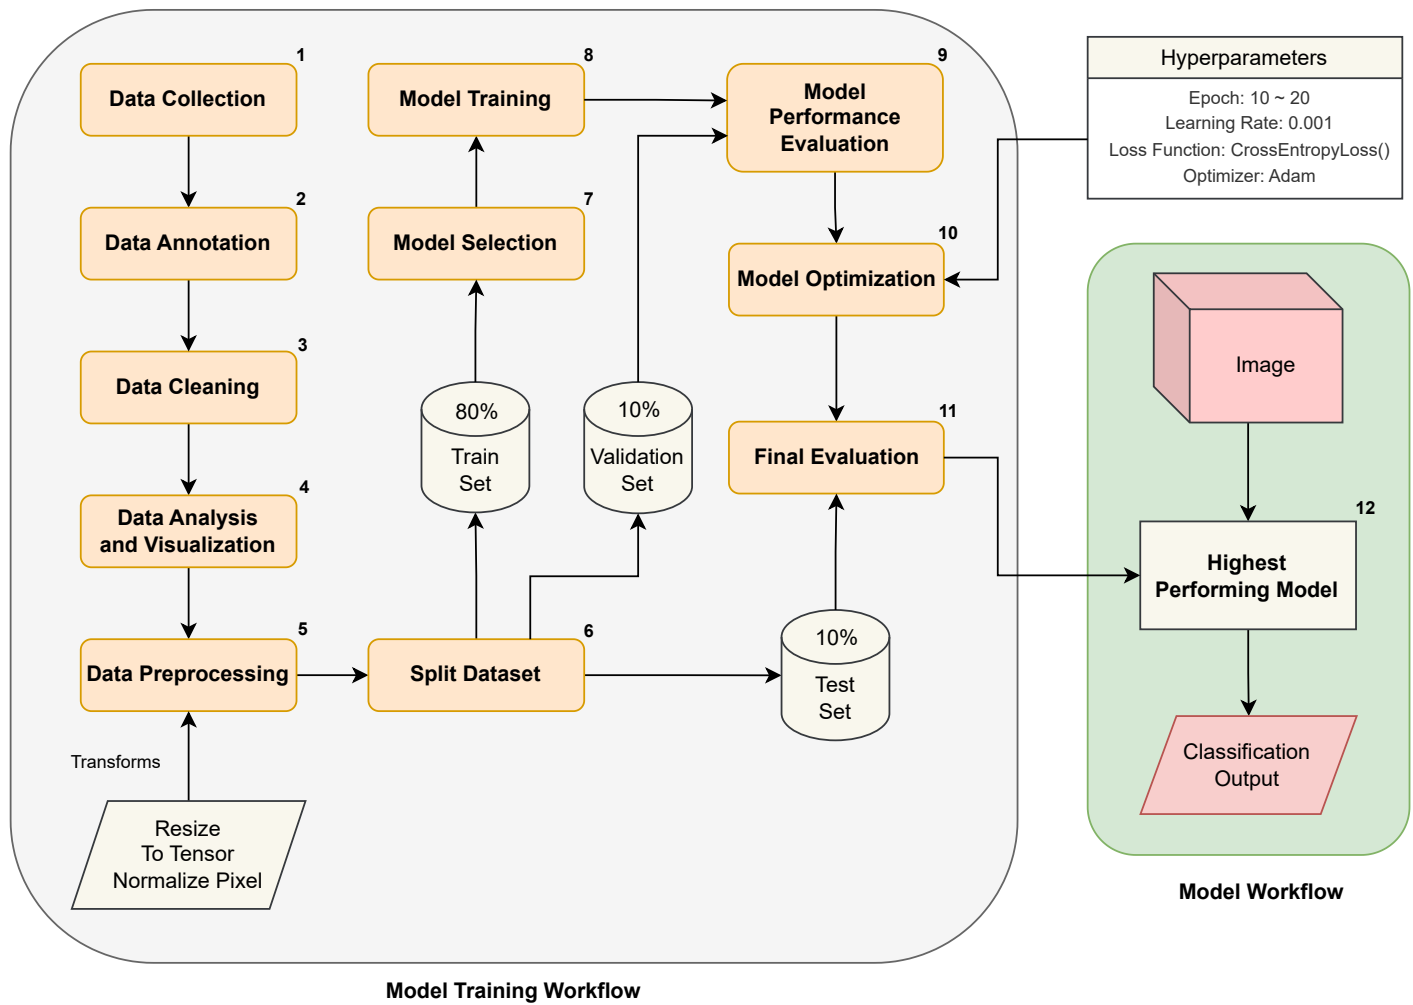 1
Data Collection
2
Data Annotation
3
Data Cleaning
4
Data Analysis
and Visualization
5
Data Preprocessing
Transforms
Resize
To Tensor
Normalize Pixel
6
Split Dataset
80%
Train
Set
10%
Validation
Set
10%
Test
Set
7
Model Selection
8
Model Training
9
Model
Performance
Evaluation
10
Model Optimization
11
Final Evaluation
Model Training Workflow
Hyperparameters
Epoch: 10 ~ 20
Learning Rate: 0.001
Loss Function: CrossEntropyLoss()
Optimizer: Adam
Image
12
Highest
Performing Model
Classification
Output
Model Workflow